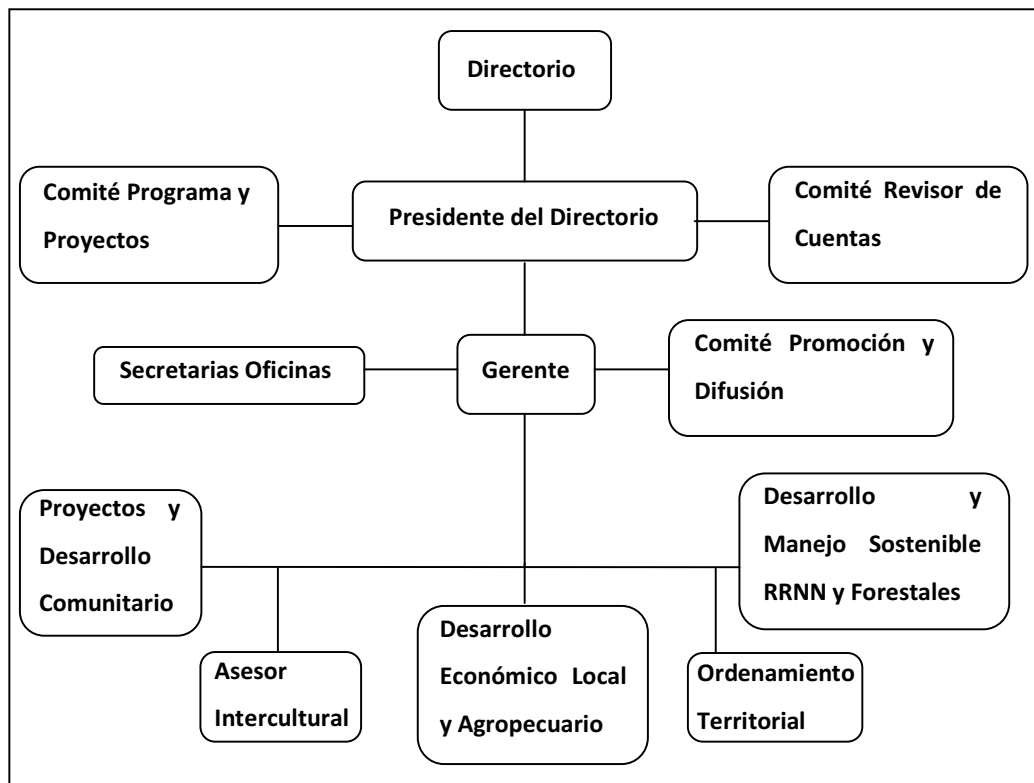 Directorio
Comité Programa y
Proyectos
Presidente del Directorio
Comité Revisor de
Cuentas
Secretarias Oficinas
Gerente
Comité Promoción y
Difusión
Proyectos y
Desarrollo
Comunitario
Desarrollo y
Manejo Sostenible
RRNN y Forestales
Asesor
Intercultural
Desarrollo
Económico Local
y Agropecuario
Ordenamiento
Territorial